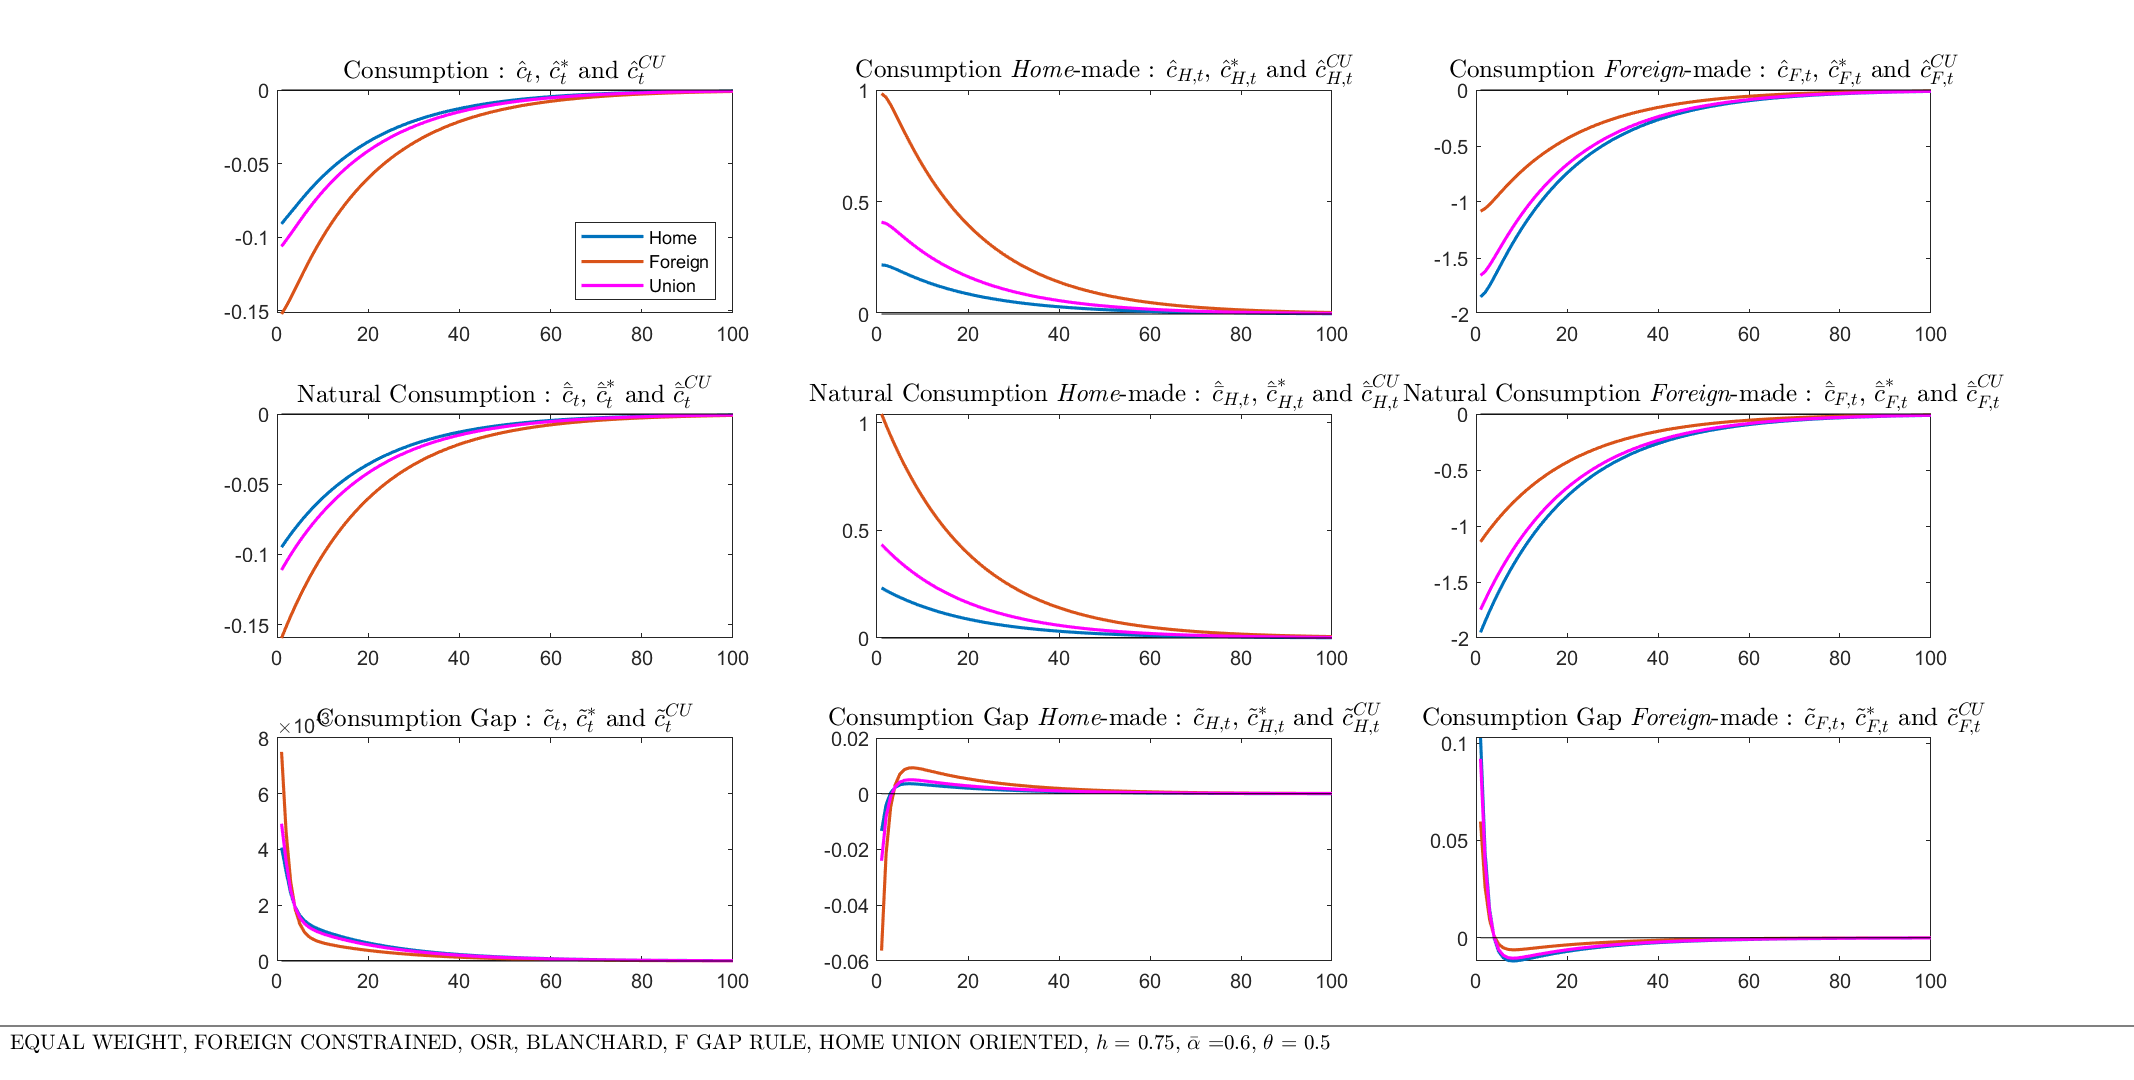 Consumption : ĉ_t, ĉ*_t and ĉ^CU_t
Consumption Home-made : ĉ_H,t, ĉ*_H,t and ĉ^CU_H,t
Consumption Foreign-made : ĉ_F,t, ĉ*_F,t and ĉ^CU_F,t
0
-0.05
-0.1
-0.15
0 20 40 60 80 100
Home
Foreign
Union
1
0.5
0
0 20 40 60 80 100
0
-0.5
-1
-1.5
-2
0 20 40 60 80 100
Natural Consumption : ĉ̄_t, ĉ̄*_t and ĉ̄^CU_t
Natural Consumption Home-made : ĉ̄_H,t, ĉ̄*_H,t and ĉ̄^CU_H,t
Natural Consumption Foreign-made : ĉ̄_F,t, ĉ̄*_F,t and ĉ̄^CU_F,t
0
-0.05
-0.1
-0.15
0 20 40 60 80 100
1
0.5
0
0 20 40 60 80 100
0
-0.5
-1
-1.5
-2
0 20 40 60 80 100
Consumption Gap : c̃_t, c̃*_t and c̃^CU_t
Consumption Gap Home-made : c̃_H,t, c̃*_H,t and c̃^CU_H,t
Consumption Gap Foreign-made : c̃_F,t, c̃*_F,t and c̃^CU_F,t
×10^-3
8
6
4
2
0
0 20 40 60 80 100
0.02
0
-0.02
-0.04
-0.06
0 20 40 60 80 100
0.1
0.05
0
0 20 40 60 80 100
EQUAL WEIGHT, FOREIGN CONSTRAINED, OSR, BLANCHARD, F GAP RULE, HOME UNION ORIENTED, h = 0.75, ᾱ =0.6, θ = 0.5